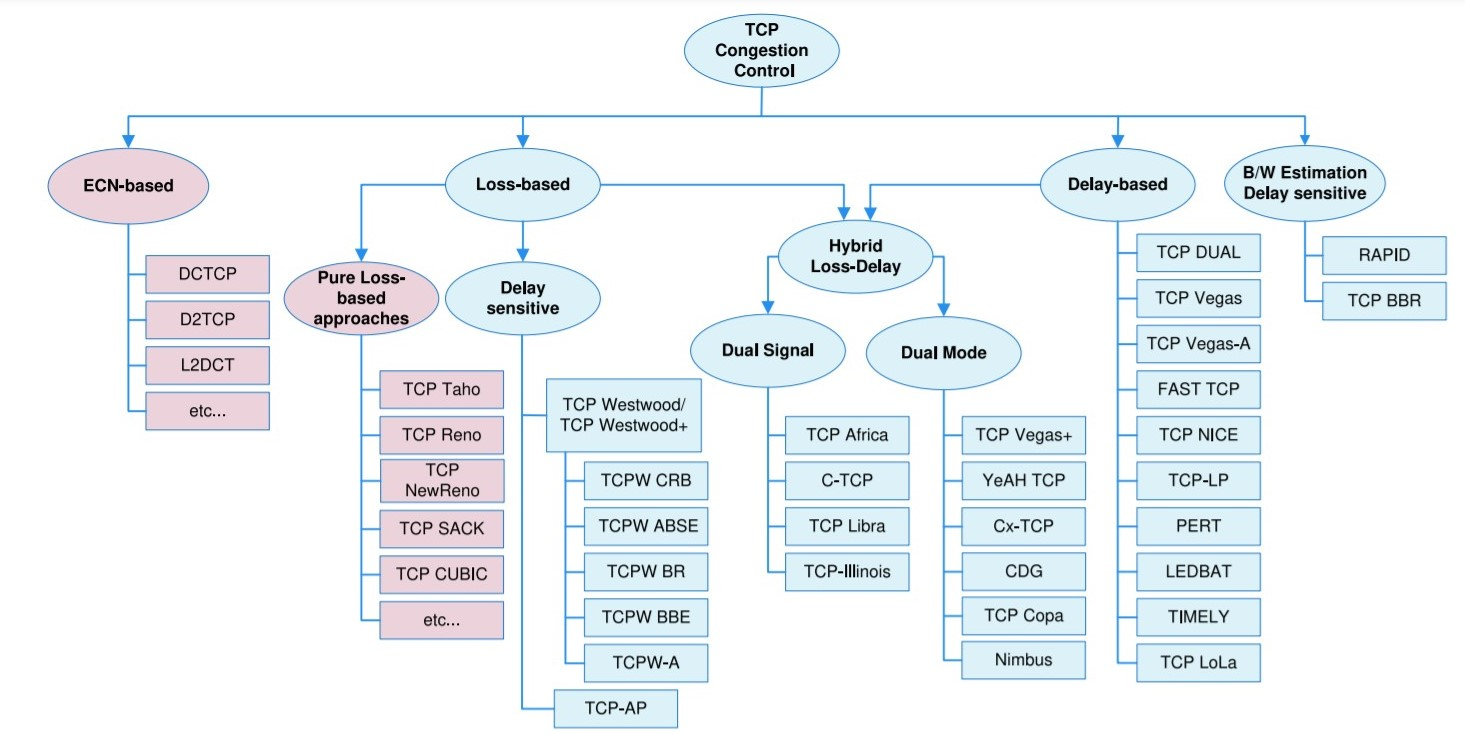 TCP
Congestion
Control
ECN-based
Loss-based
Delay-based
B/W Estimation
Delay sensitive
DCTCP
D2TCP
L2DCT
etc...
Pure Loss-
based
approaches
TCP Taho
TCP Reno
TCP
NewReno
TCP SACK
TCP CUBIC
etc...
Delay
sensitive
TCP Westwood/
TCP Westwood+
TCPW CRB
TCPW ABSE
TCPW BR
TCPW BBE
TCPW-A
TCP-AP
Hybrid
Loss-Delay
Dual Signal
TCP Africa
C-TCP
TCP Libra
TCP-Illinois
Dual Mode
TCP Vegas+
YeAH TCP
Cx-TCP
CDG
TCP Copa
Nimbus
TCP DUAL
TCP Vegas
TCP Vegas-A
FAST TCP
TCP NICE
TCP-LP
PERT
LEDBAT
TIMELY
TCP LoLa
RAPID
TCP BBR